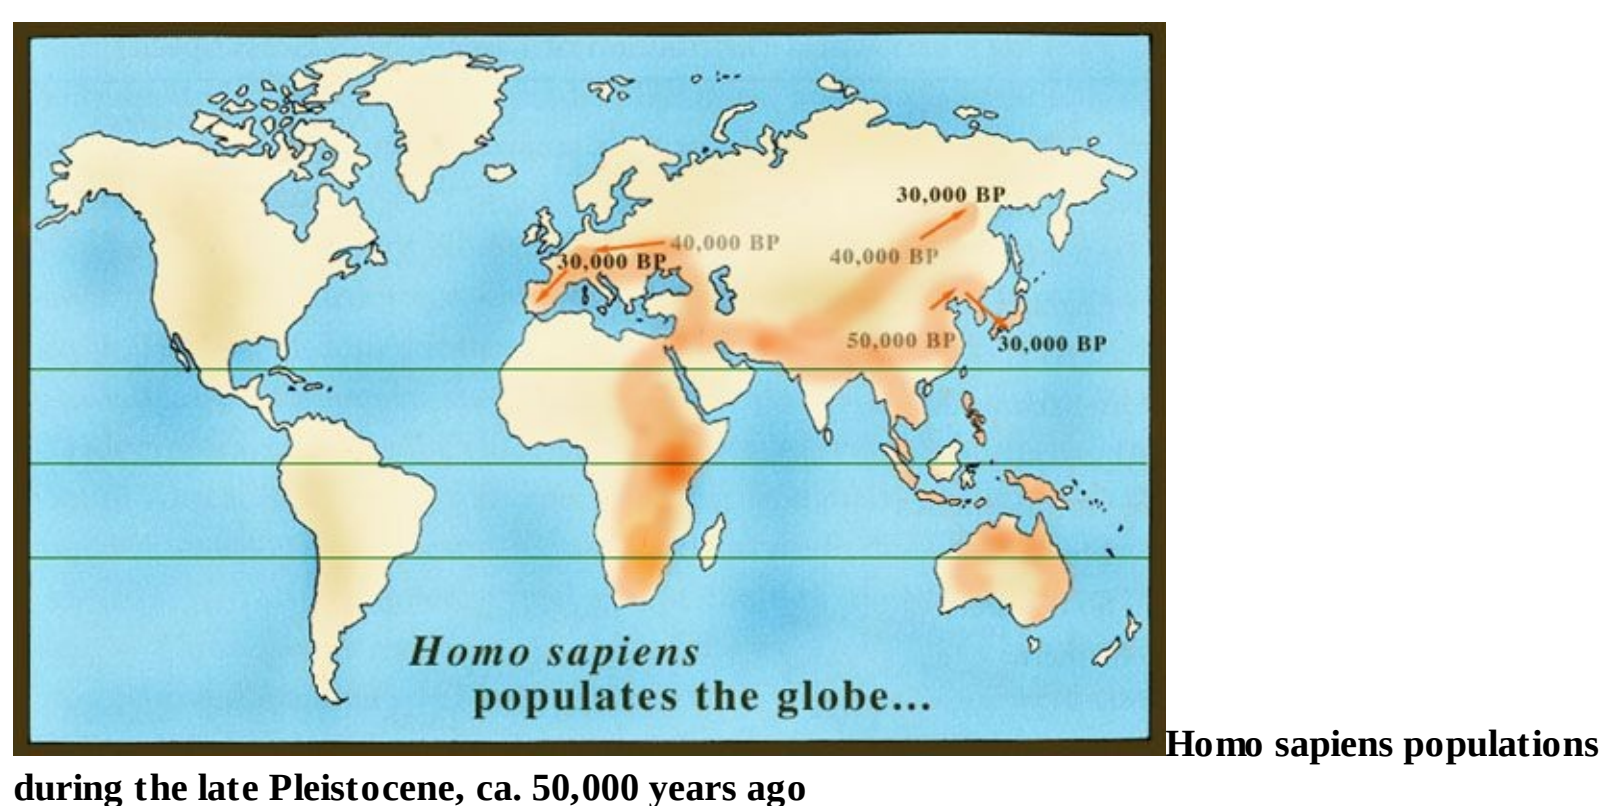 30,000 BP
40,000 BP
30,000 BP
40,000 BP
50,000 BP
30,000 BP
Homo sapiens
populates the globe...
Homo sapiens populations
during the late Pleistocene, ca. 50,000 years ago